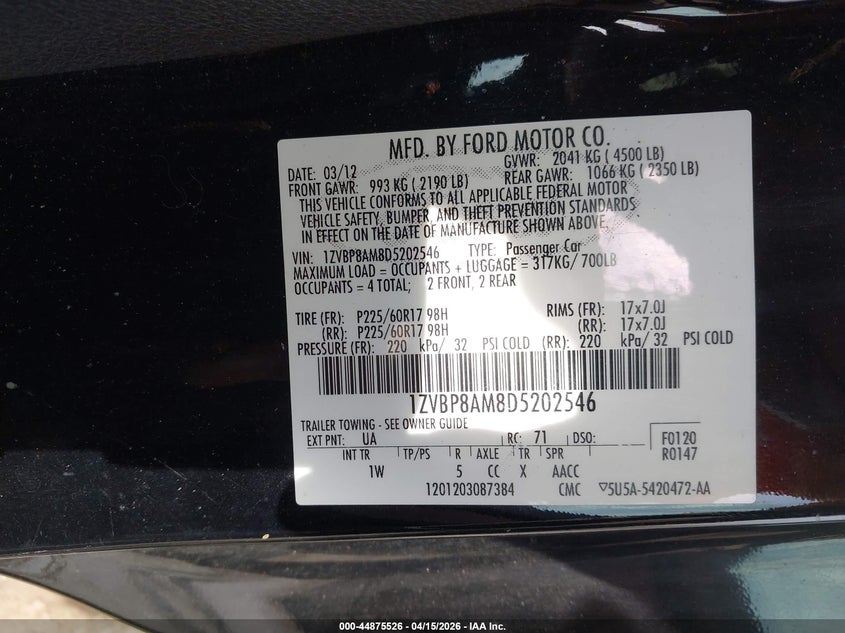 MFD. BY FORD MOTOR CO.
DATE: 03/12 GVWR: 2041 KG ( 4500 LB)
FRONT GAWR: 993 KG ( 2190 LB) REAR GAWR: 1066 KG ( 2350 LB)
THIS VEHICLE CONFORMS TO ALL APPLICABLE FEDERAL MOTOR
VEHICLE SAFETY, BUMPER, AND THEFT PREVENTION STANDARDS
IN EFFECT ON THE DATE OF MANUFACTURE SHOWN ABOVE.
VIN: 1ZVBP8AM8D5202546 TYPE: Passenger Car
MAXIMUM LOAD = OCCUPANTS + LUGGAGE = 317KG/ 700LB
OCCUPANTS = 4 TOTAL; 2 FRONT, 2 REAR
TIRE (FR): P225/60R17 98H RIMS (FR): 17x7.0J
(RR): P225/60R17 98H (RR): 17x7.0J
PRESSURE (FR): 220 kPa/ 32 PSI COLD (RR): 220 kPa/ 32 PSI COLD
1ZVBP8AM8D5202546
TRAILER TOWING - SEE OWNER GUIDE
EXT PNT: UA RC: 71 DSO: F0120
INT TR TP/PS R AXLE TR SPR R0147
1W 5 CC X AACC
1201203087384 CMC ▽5U5A-5420472-AA
000-44875526 - 04/15/2026 - IAA Inc.